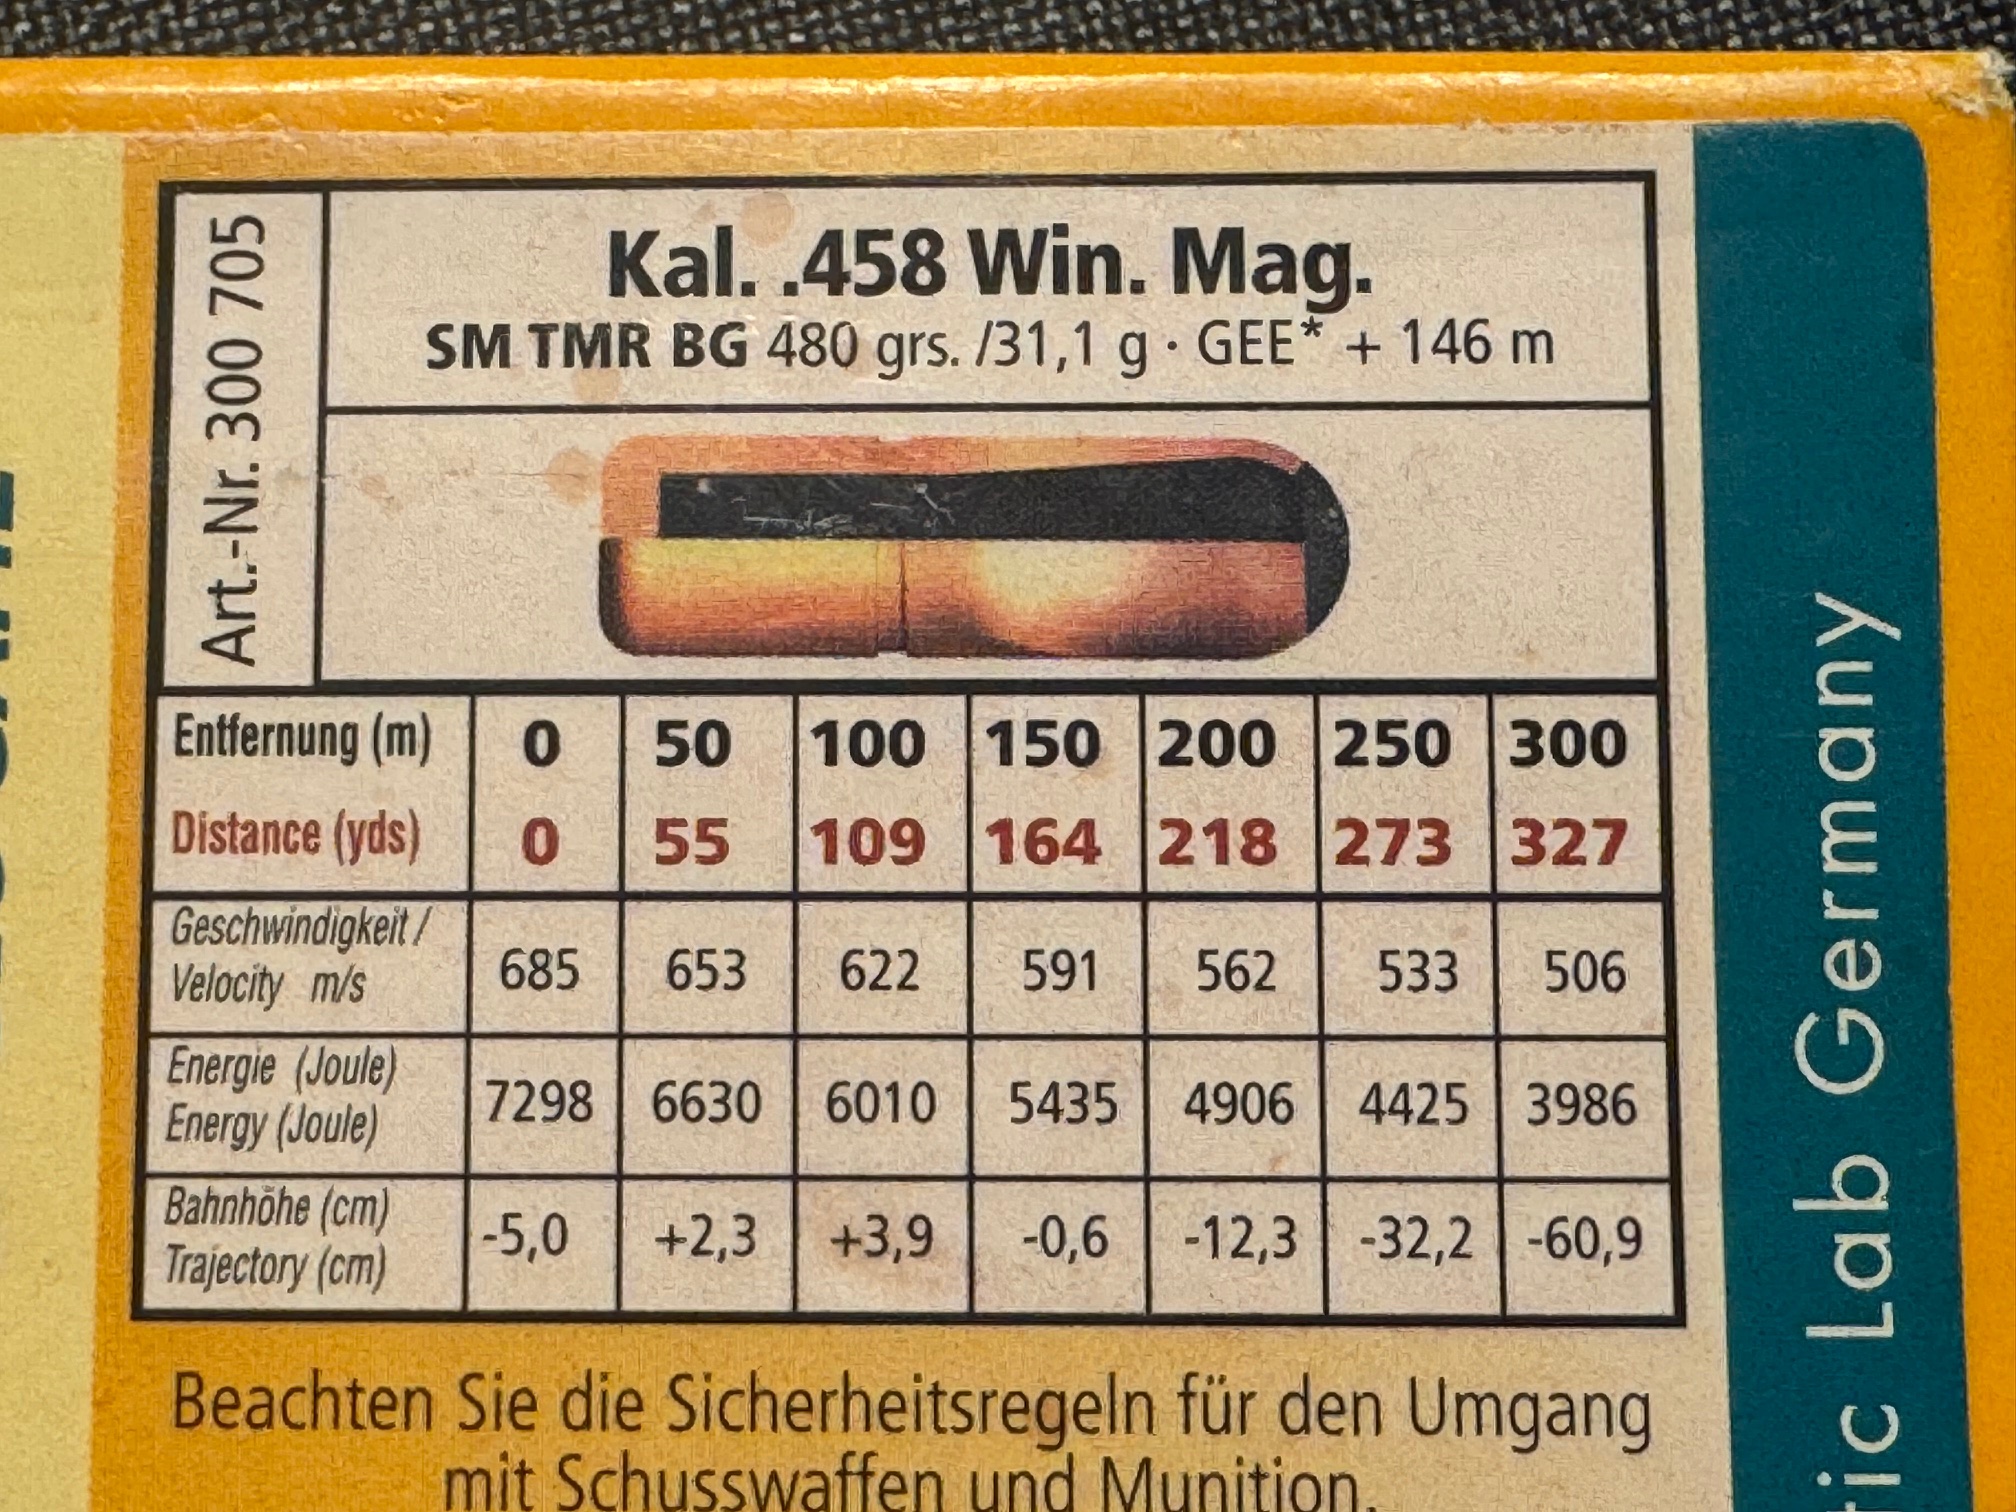 Art.-Nr. 300 705
Kal. .458 Win. Mag.
SM TMR BG 480 grs. /31,1 g · GEE* + 146 m
Entfernung (m) 0 50 100 150 200 250 300
Distance (yds) 0 55 109 164 218 273 327
Geschwindigkeit /
Velocity m/s 685 653 622 591 562 533 506
Energie (Joule)
Energy (Joule) 7298 6630 6010 5435 4906 4425 3986
Bahnhöhe (cm)
Trajectory (cm) -5,0 +2,3 +3,9 -0,6 -12,3 -32,2 -60,9
Beachten Sie die Sicherheitsregeln für den Umgang
mit Schusswaffen und Munition.
Lab Germany